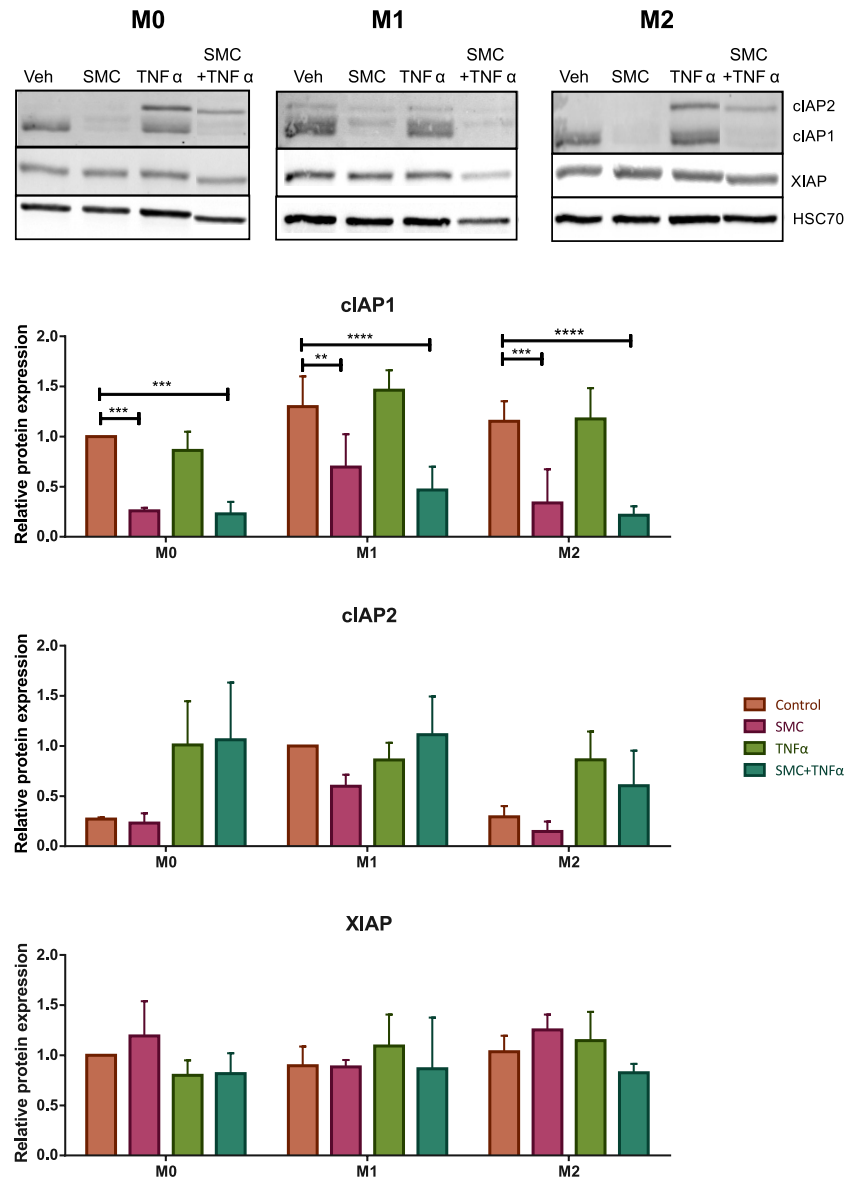 M0 M1 M2
SMC SMC SMC
Veh SMC TNF α +TNF α Veh SMC TNF α +TNF α Veh SMC TNF α +TNF α
cIAP2
cIAP1
XIAP
HSC70
cIAP1
2.0
1.5
1.0
0.5
0.0
Relative protein expression
*** ***
** ****
*** ****
M0 M1 M2
cIAP2
2.0
1.5
1.0
0.5
0.0
Relative protein expression
M0 M1 M2
Control
SMC
TNFα
SMC+TNFα
XIAP
2.0
1.5
1.0
0.5
0.0
Relative protein expression
M0 M1 M2